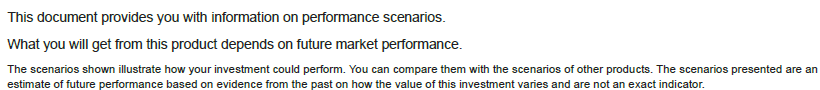 This document provides you with information on performance scenarios.
What you will get from this product depends on future market performance.
The scenarios shown illustrate how your investment could perform. You can compare them with the scenarios of other products. The scenarios presented are an
estimate of future performance based on evidence from the past on how the value of this investment varies and are not an exact indicator.